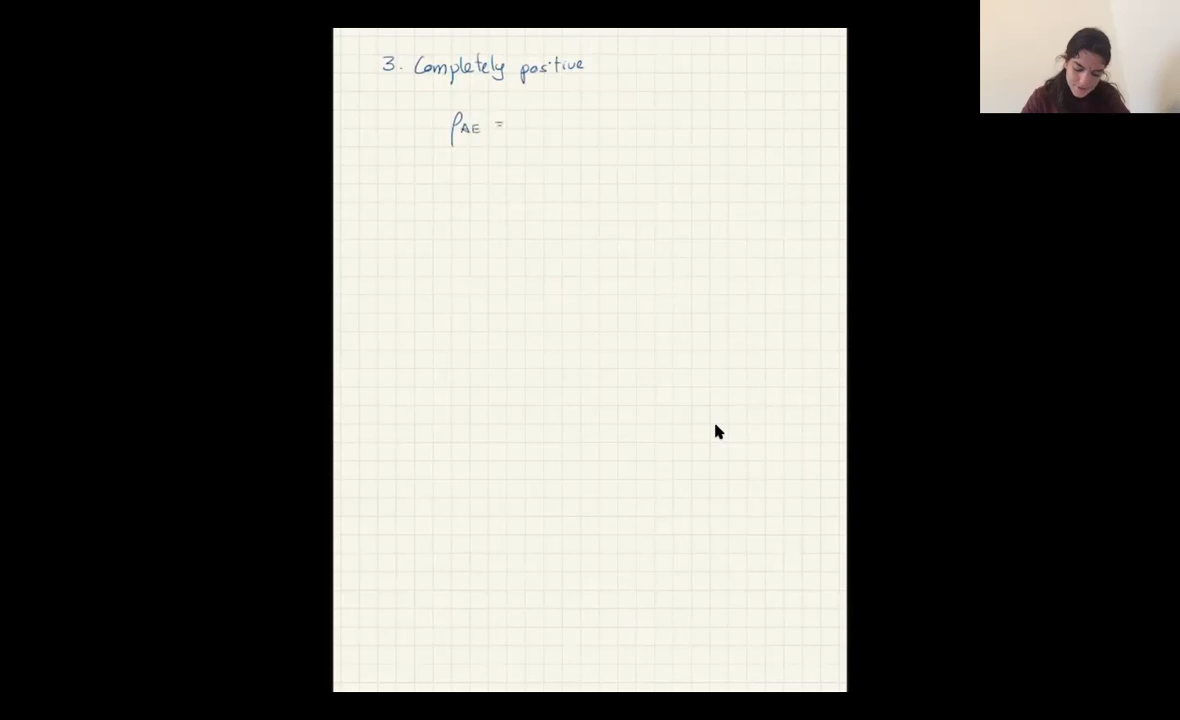 3. Completely positive
ρAE =